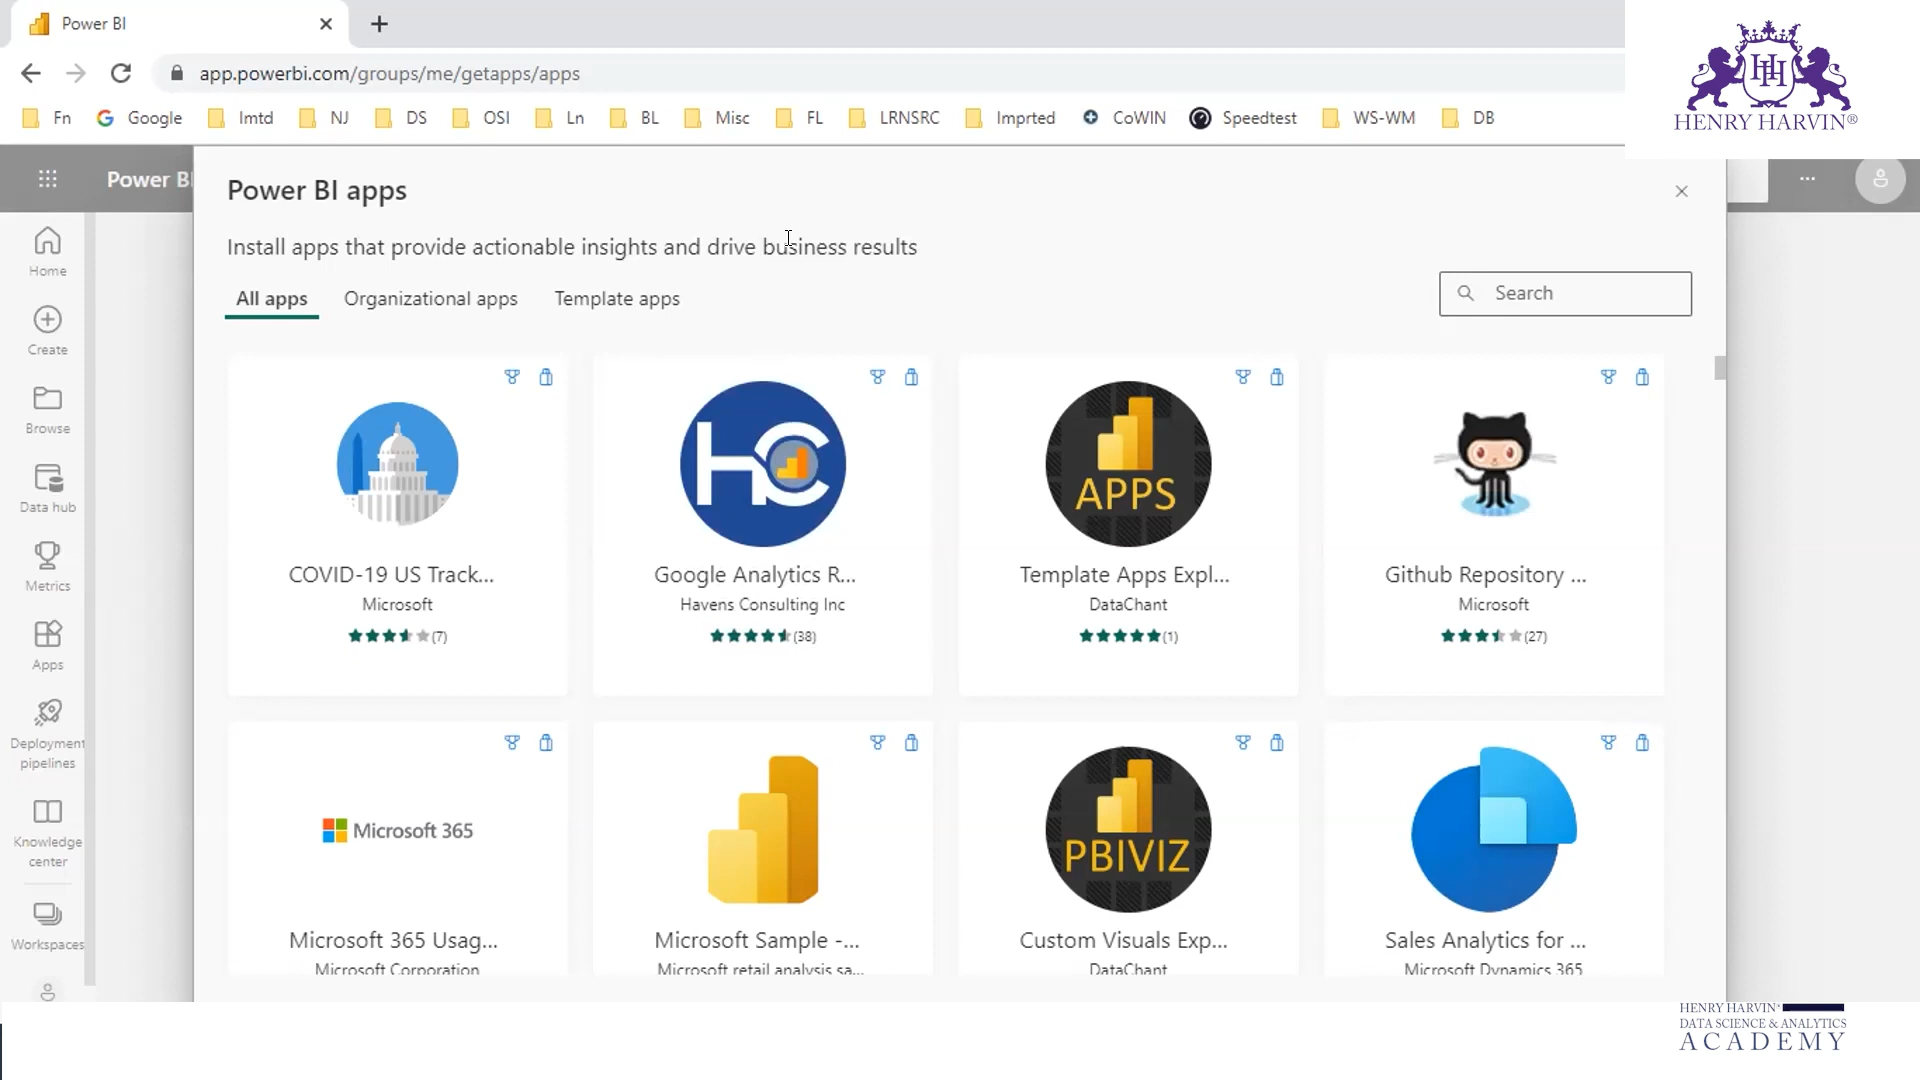 Power BI
app.powerbi.com/groups/me/getapps/apps
Fn Google Imtd NJ DS OSI Ln BL Misc FL LRNSRC Imprted CoWIN Speedtest WS-WM DB
HH
HENRY HARVIN®
Power BI
Power BI apps
Install apps that provide actionable insights and drive business results
All apps Organizational apps Template apps
Search
Home
Create
Browse
Data hub
Metrics
Apps
Deployment
pipelines
Knowledge
center
Workspaces
COVID-19 US Track...
Microsoft
(7)
HC
Google Analytics R...
Havens Consulting Inc
(38)
APPS
Template Apps Expl...
DataChant
(1)
Github Repository ...
Microsoft
(27)
Microsoft 365
Microsoft 365 Usag...
Microsoft Corporation
Microsoft Sample -...
Microsoft retail analysis sa...
PBIVIZ
Custom Visuals Exp...
DataChant
Sales Analytics for ...
Microsoft Dynamics 365
HENRY HARVIN®
DATA SCIENCE & ANALYTICS
ACADEMY